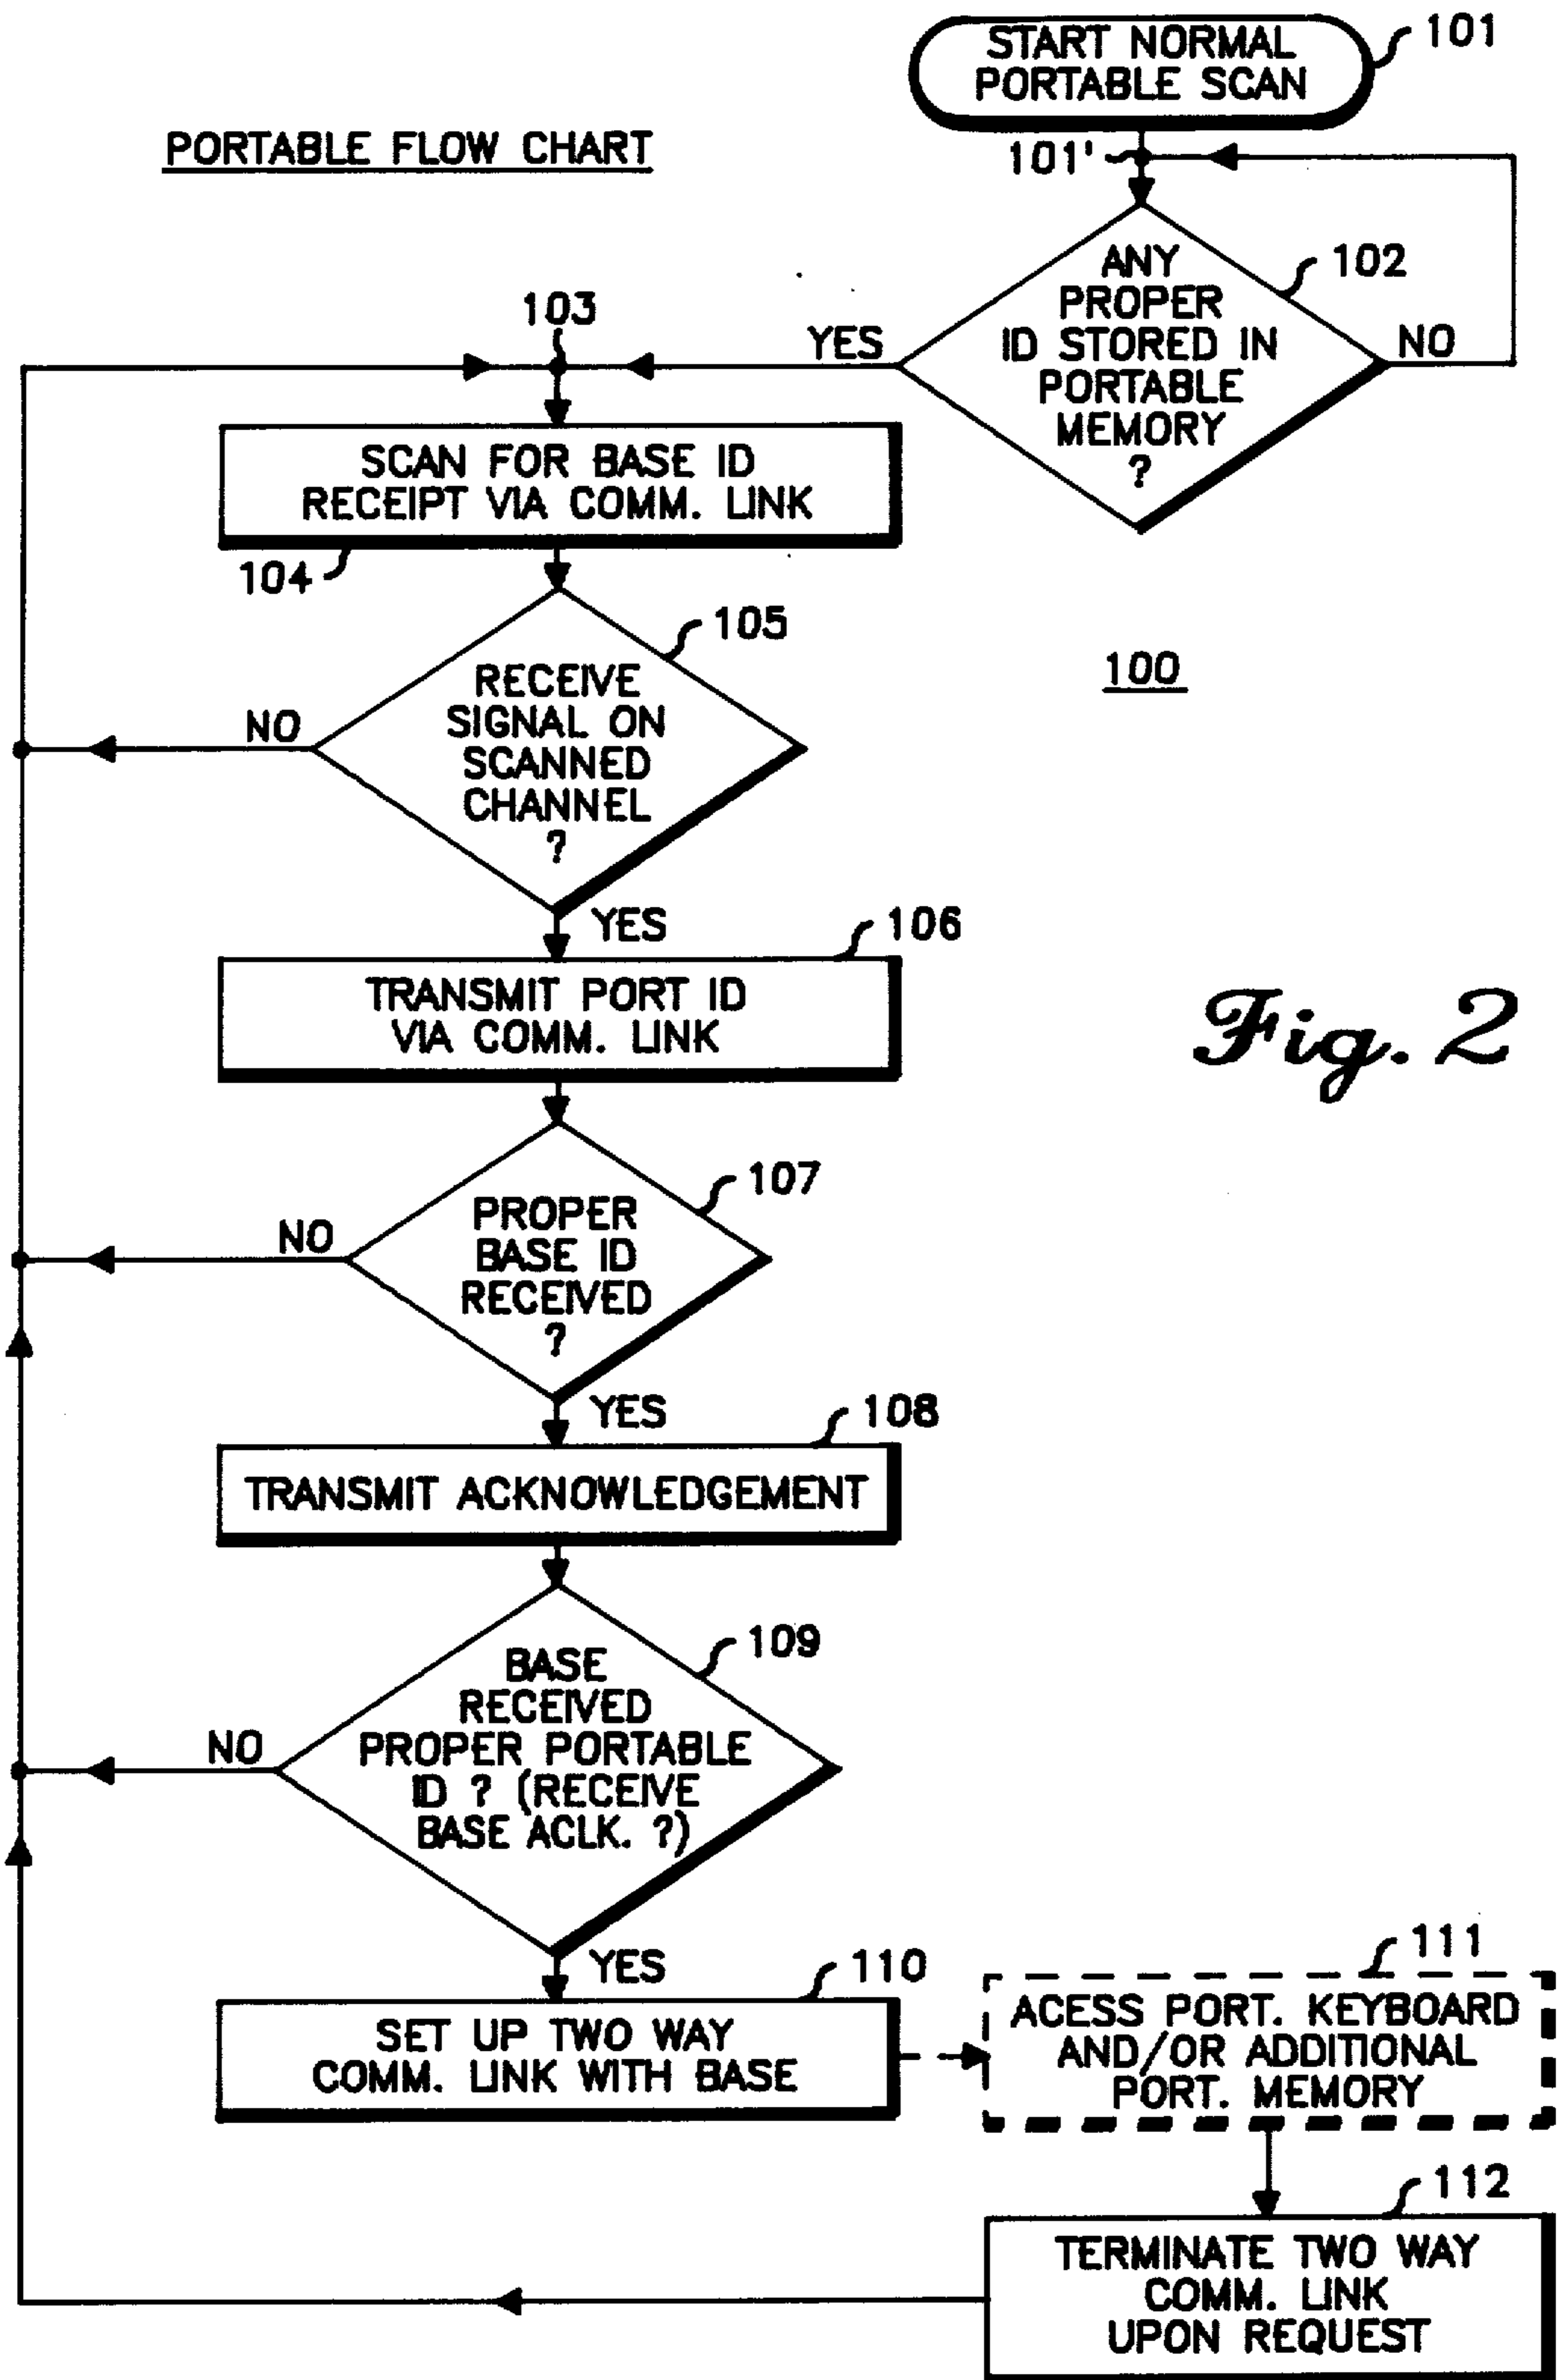 PORTABLE FLOW CHART
START NORMAL
PORTABLE SCAN
101
101'
ANY
PROPER
ID STORED IN
PORTABLE
MEMORY
?
102
YES
NO
103
SCAN FOR BASE ID
RECEIPT VIA COMM. LINK
104
RECEIVE
SIGNAL ON
SCANNED
CHANNEL
?
105
NO
YES
100
TRANSMIT PORT ID
VIA COMM. LINK
106
Fig. 2
PROPER
BASE ID
RECEIVED
?
107
NO
YES
TRANSMIT ACKNOWLEDGEMENT
108
BASE
RECEIVED
PROPER PORTABLE
ID ? (RECEIVE
BASE ACLK. ?)
109
NO
YES
SET UP TWO WAY
COMM. LINK WITH BASE
110
ACESS PORT. KEYBOARD
AND/OR ADDITIONAL
PORT. MEMORY
111
TERMINATE TWO WAY
COMM. LINK
UPON REQUEST
112